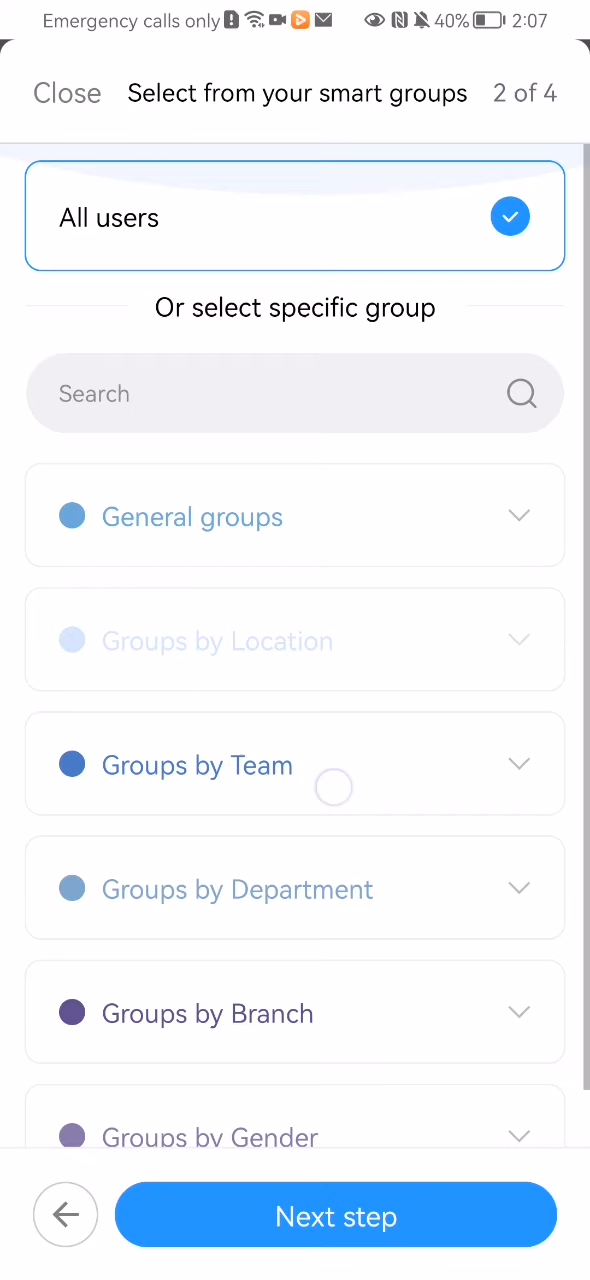 Emergency calls only 40% 2:07
Close Select from your smart groups 2 of 4
All users
Or select specific group
Search
General groups
Groups by Location
Groups by Team
Groups by Department
Groups by Branch
Groups by Gender
Next step